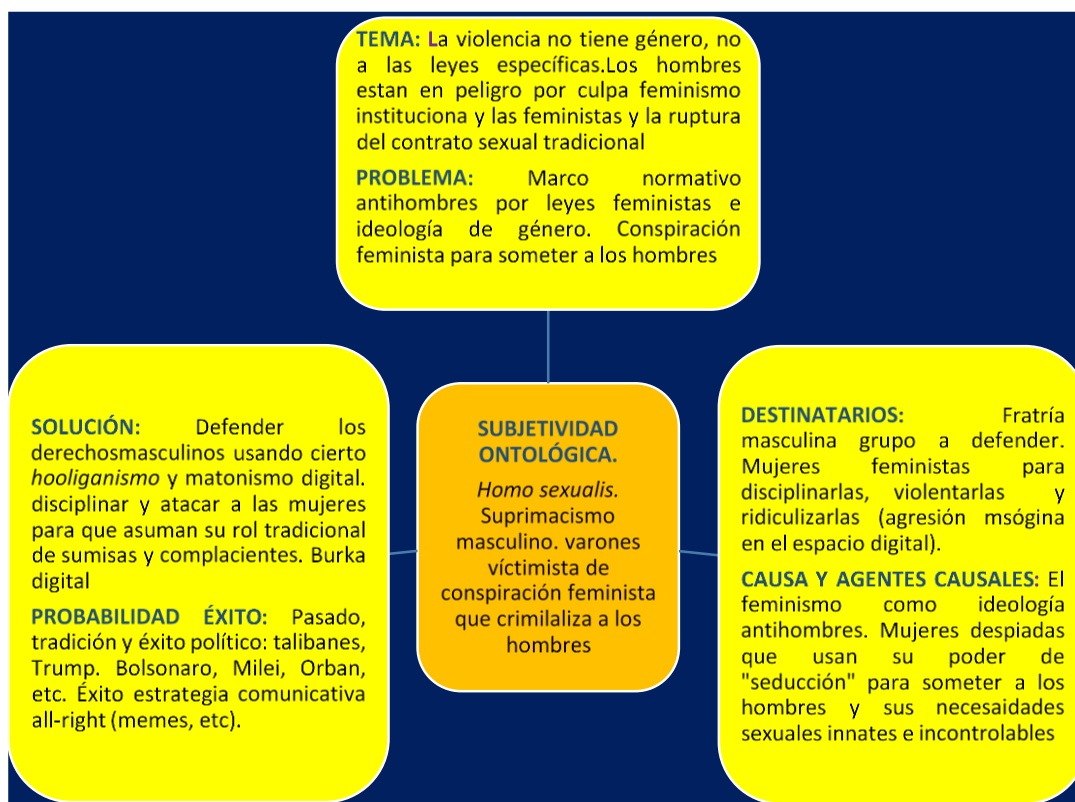 TEMA: La violencia no tiene género, no
a las leyes específicas.Los hombres
estan en peligro por culpa feminismo
instituciona y las feministas y la ruptura
del contrato sexual tradicional
PROBLEMA: Marco normativo
antihombres por leyes feministas e
ideología de género. Conspiración
feminista para someter a los hombres
SOLUCIÓN: Defender los
derechosmasculinos usando cierto
hooliganismo y matonismo digital.
disciplinar y atacar a las mujeres
para que asuman su rol tradicional
de sumisas y complacientes. Burka
digital
PROBABILIDAD ÉXITO: Pasado,
tradición y éxito político: talibanes,
Trump. Bolsonaro, Milei, Orban,
etc. Éxito estrategia comunicativa
all-right (memes, etc).
SUBJETIVIDAD
ONTOLÓGICA.
Homo sexualis.
Suprimacismo
masculino. varones
víctimista de
conspiración feminista
que crimilaliza a los
hombres
DESTINATARIOS: Fratría
masculina grupo a defender.
Mujeres feministas para
disciplinarlas, violentarlas y
ridiculizarlas (agresión msógina
en el espacio digital).
CAUSA Y AGENTES CAUSALES: El
feminismo como ideología
antihombres. Mujeres despiadas
que usan su poder de
"seducción" para someter a los
hombres y sus necesaidades
sexuales innates e incontrolables